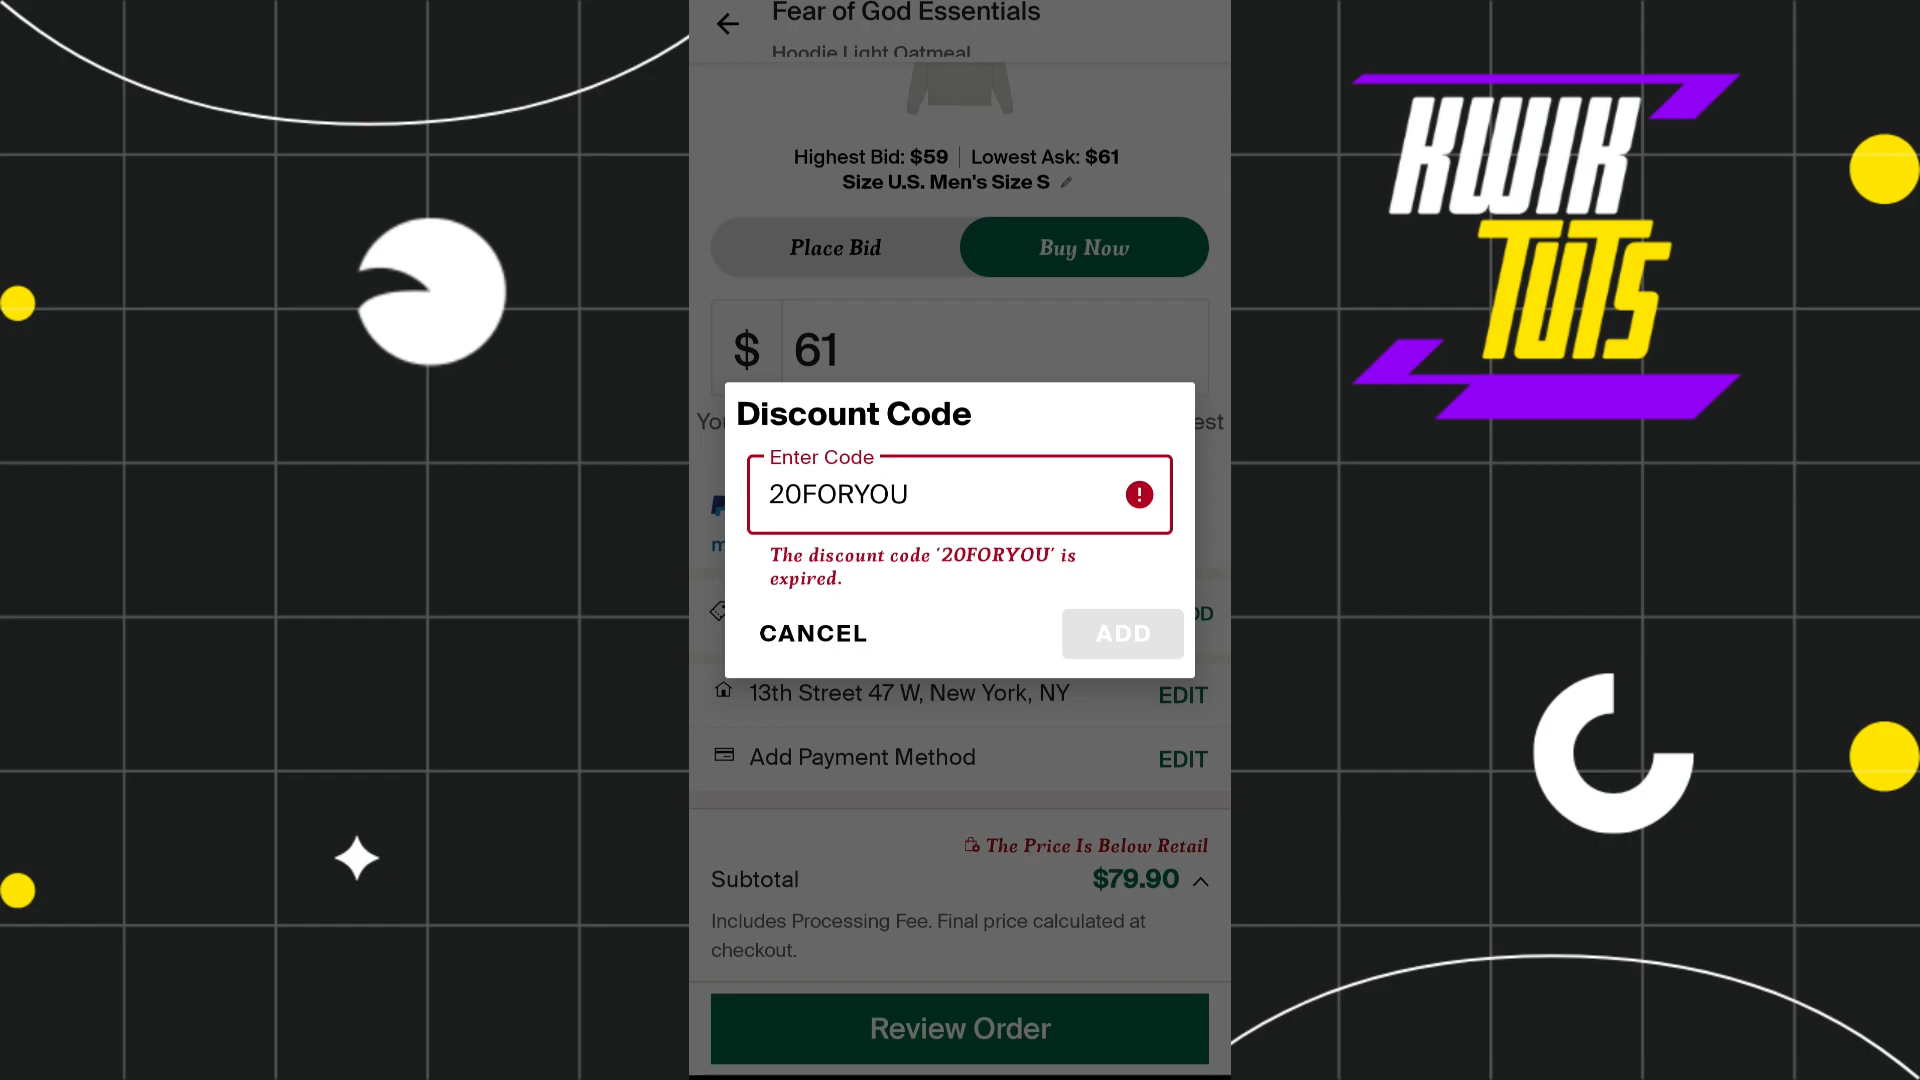 Fear of God Essentials
Hoodie Light Oatmeal
Highest Bid: $59 | Lowest Ask: $61
Size U.S. Men's Size S
Place Bid
Buy Now
$ 61
Discount Code
Enter Code
20FORYOU
!
The discount code '20FORYOU' is
expired.
CANCEL
ADD
13th Street 47 W, New York, NY
EDIT
Add Payment Method
EDIT
The Price Is Below Retail
Subtotal
$79.90
Includes Processing Fee. Final price calculated at
checkout.
Review Order
KWIK
TUTS